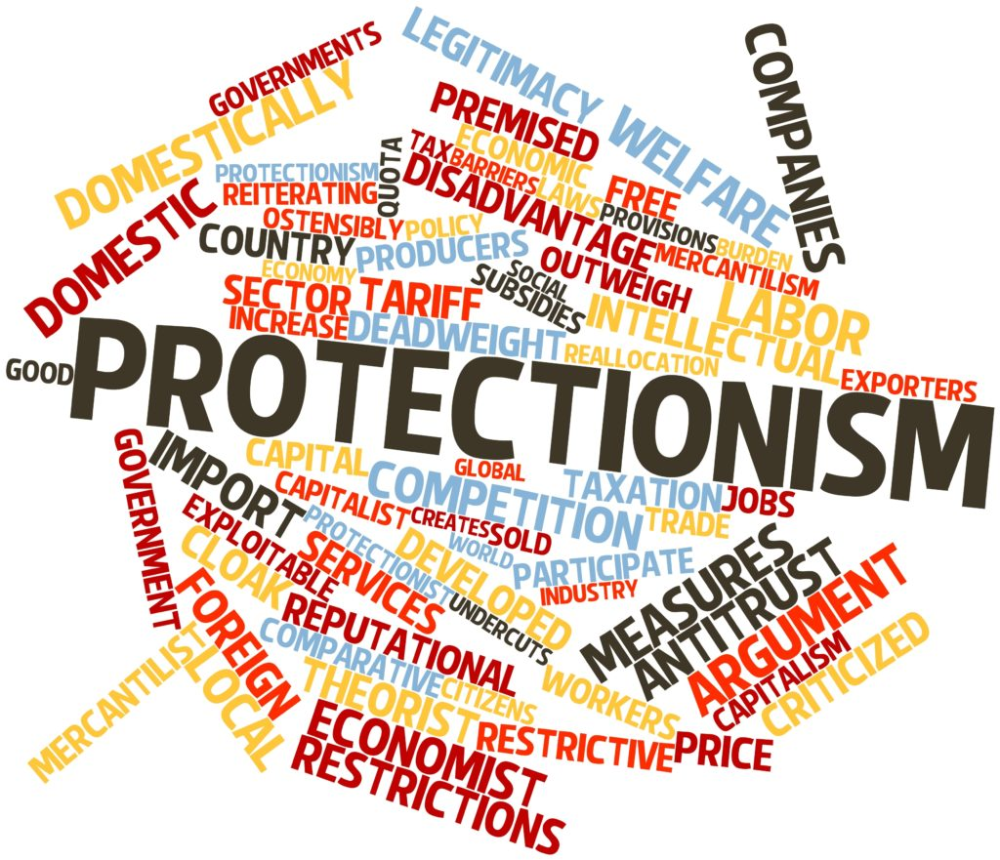 GOVERNMENTS
LEGITIMACY
COMPANIES
DOMESTICALLY
PREMISED
WELFARE
ECONOMIC
TAX
BARRIERS
LAWS
QUOTA
PROTECTIONISM
DISADVANTAGE
FREE
REITERATING
PROVISIONS
BURDEN
DOMESTIC
OSTENSIBLY
POLICY
MERCANTILISM
COUNTRY
PRODUCERS
OUTWEIGH
ECONOMY
SOCIAL
SUBSIDIES
LABOR
SECTOR
TARIFF
INTELLECTUAL
INCREASE
DEADWEIGHT
REALLOCATION
GOOD
PROTECTIONISM
EXPORTERS
GOVERNMENT
IMPORT
CAPITAL
GLOBAL
COMPETITION
TAXATION
JOBS
CAPITALIST
CREATES
SOLD
TRADE
EXPLOITABLE
PROTECTIONIST
WORLD
CLOAK
SERVICES
DEVELOPED
PARTICIPATE
INDUSTRY
MEASURES
ANTITRUST
ARGUMENT
FOREIGN
REPUTATIONAL
UNDERCUTS
COMPARATIVE
CAPITALISM
CRITICIZED
MERCANTILIST
LOCAL
THEORIST
CITIZENS
WORKERS
ECONOMIST
RESTRICTIVE
PRICE
RESTRICTIONS